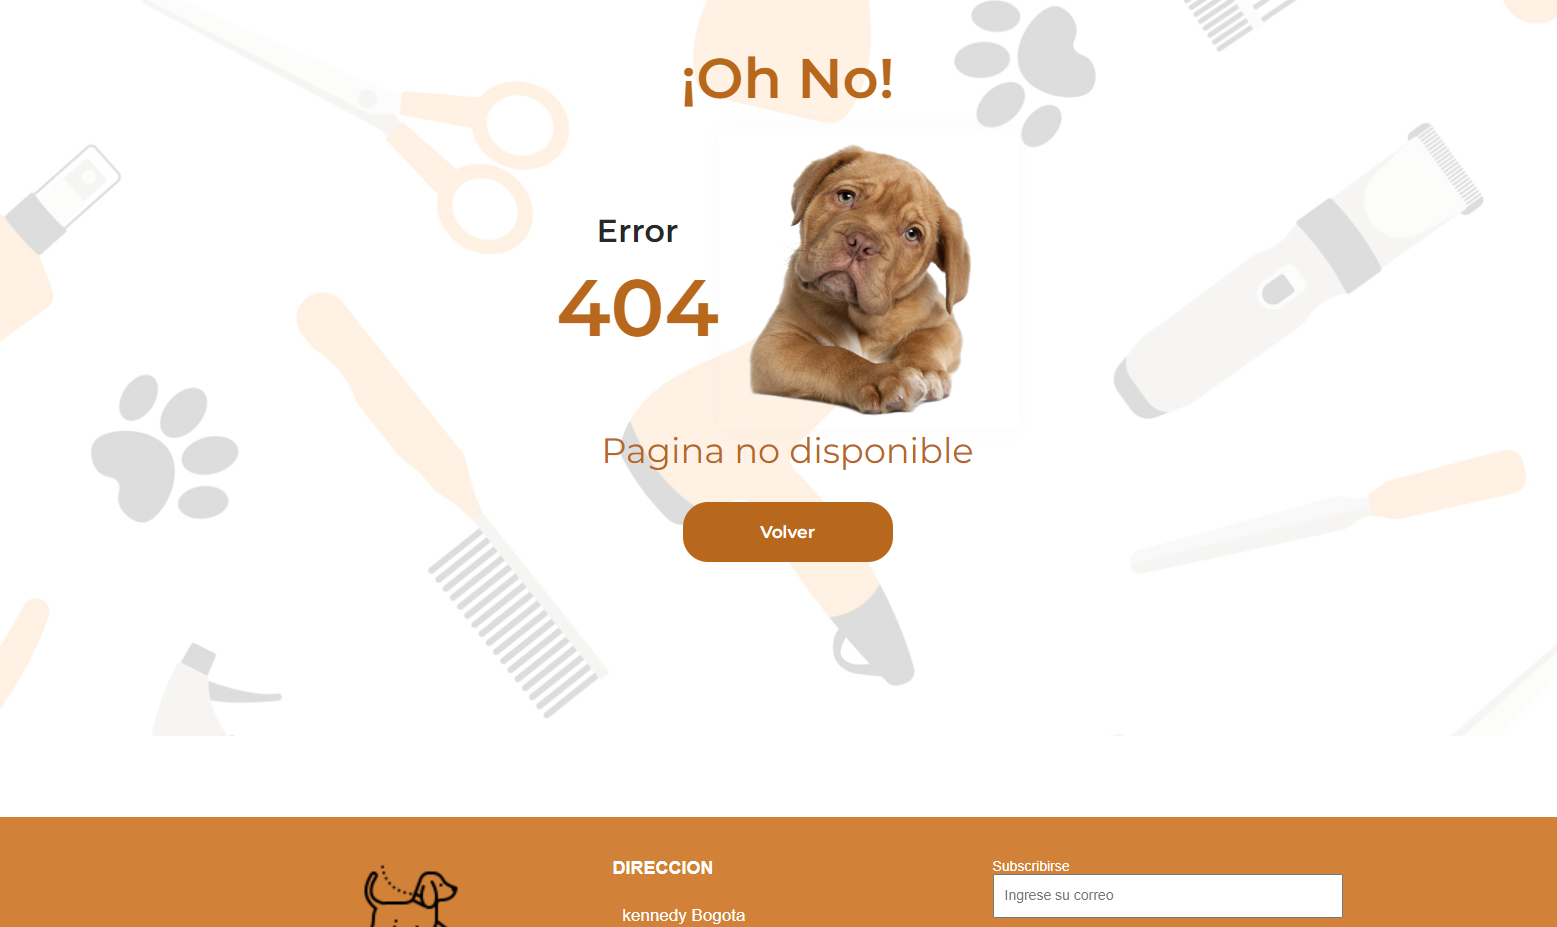 ¡Oh No!
Error
404
Pagina no disponible
Volver
DIRECCION
kennedy Bogota
Subscribirse
Ingrese su correo